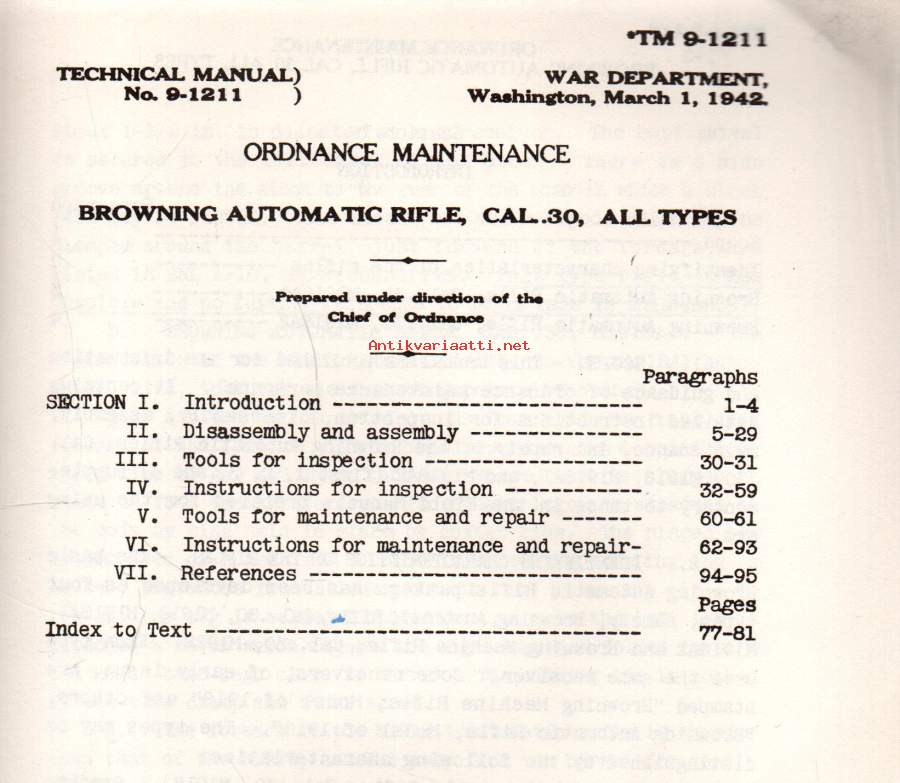 *TM 9-1211
TECHNICAL MANUAL) WAR DEPARTMENT,
No. 9-1211 ) Washington, March 1, 1942.
ORDNANCE MAINTENANCE
BROWNING AUTOMATIC RIFLE, CAL.30, ALL TYPES
Prepared under direction of the
Chief of Ordnance
Antikvariaatti.net
Paragraphs
SECTION I. Introduction ---------------------------- 1-4
II. Disassembly and assembly ---------------- 5-29
III. Tools for inspection -------------------- 30-31
IV. Instructions for inspection ------------- 32-59
V. Tools for maintenance and repair ------- 60-61
VI. Instructions for maintenance and repair- 62-93
VII. References ------------------------------ 94-95
Pages
Index to Text --------------------------------------- 77-81